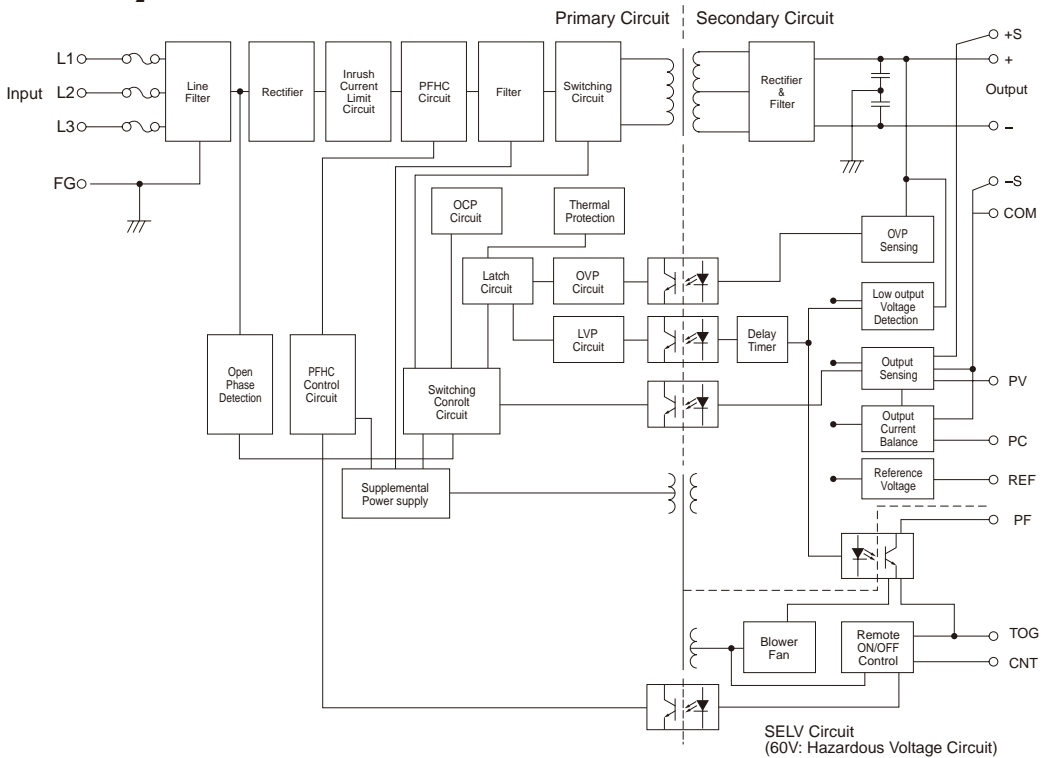 Primary Circuit
Secondary Circuit
+S
L1
+
Input
L2
Output
L3
–
FG
–S
COM
Line
Filter
Rectifier
Inrush
Current
Limit
Circuit
PFHC
Circuit
Filter
Switching
Circuit
Rectifier
&
Filter
OCP
Circuit
Thermal
Protection
OVP
Sensing
Latch
Circuit
OVP
Circuit
Low output
Voltage
Detection
LVP
Circuit
Delay
Timer
Open
Phase
Detection
PFHC
Control
Circuit
Switching
Conrolt
Circuit
Output
Sensing
PV
Output
Current
Balance
PC
Supplemental
Power supply
Reference
Voltage
REF
PF
Blower
Fan
Remote
ON/OFF
Control
TOG
CNT
SELV Circuit
(60V: Hazardous Voltage Circuit)